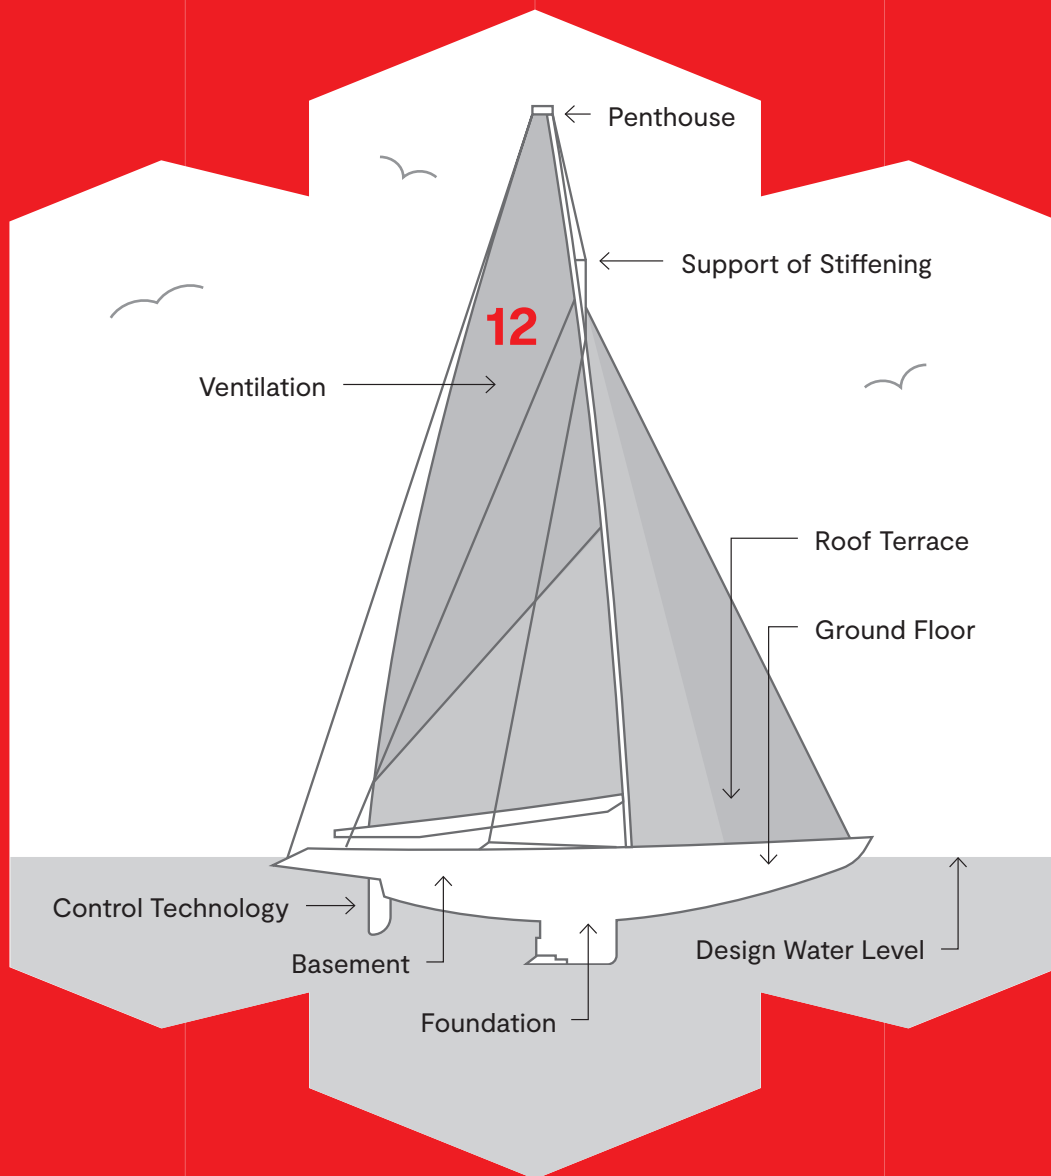 Penthouse
Support of Stiffening
12
Ventilation
Roof Terrace
Ground Floor
Control Technology
Design Water Level
Basement
Foundation